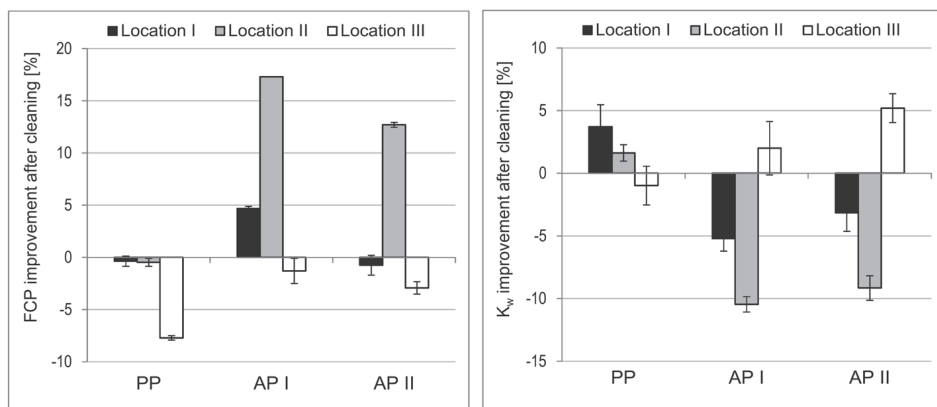 Location I Location II Location III
FCP improvement after cleaning [%]
20
15
10
5
0
-5
-10
PP AP I AP II
Location I Location II Location III
Kw improvement after cleaning [%]
10
5
0
-5
-10
-15
PP AP I AP II